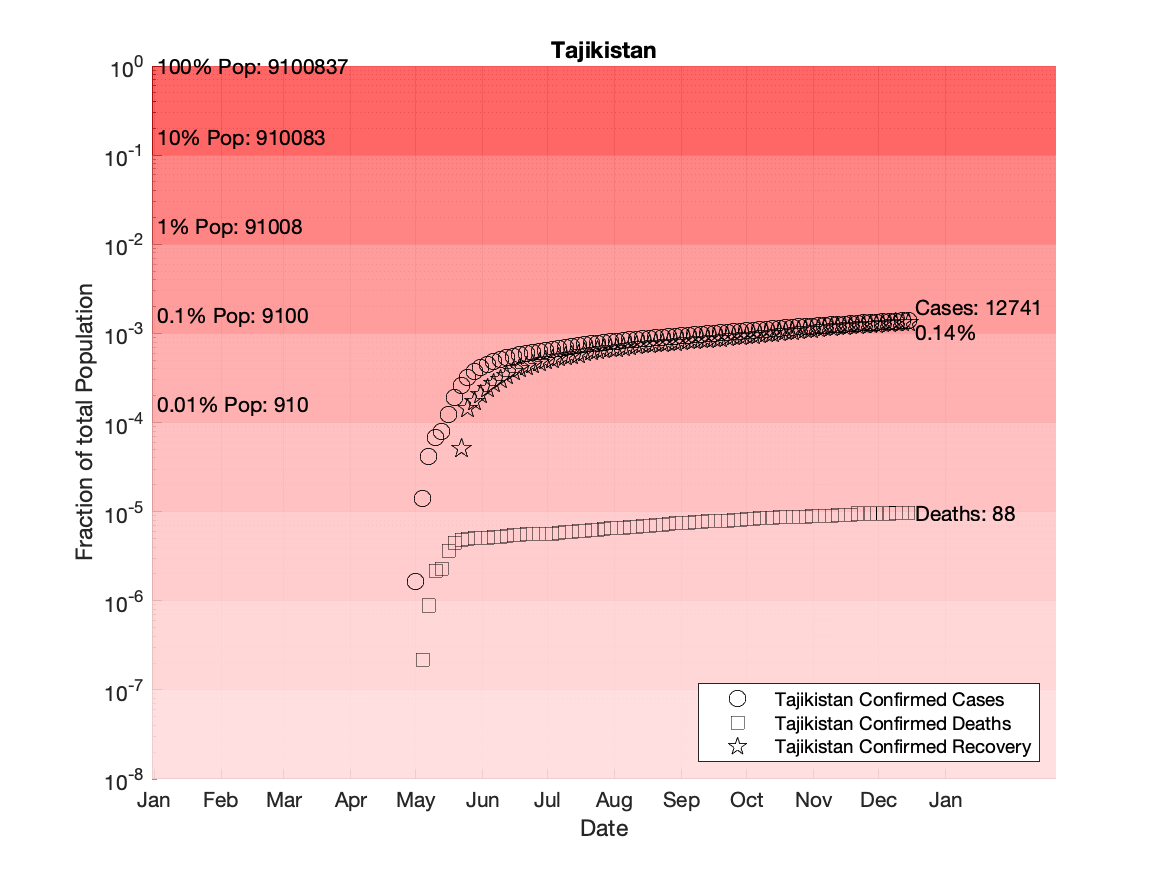 Tajikistan
10^0
100% Pop: 9100837
10% Pop: 910083
10^-1
1% Pop: 91008
10^-2
0.1% Pop: 9100
10^-3
Cases: 12741
0.14%
0.01% Pop: 910
10^-4
10^-5
Deaths: 88
10^-6
10^-7
10^-8
Fraction of total Population
Tajikistan Confirmed Cases
Tajikistan Confirmed Deaths
Tajikistan Confirmed Recovery
Jan Feb Mar Apr May Jun Jul Aug Sep Oct Nov Dec Jan
Date